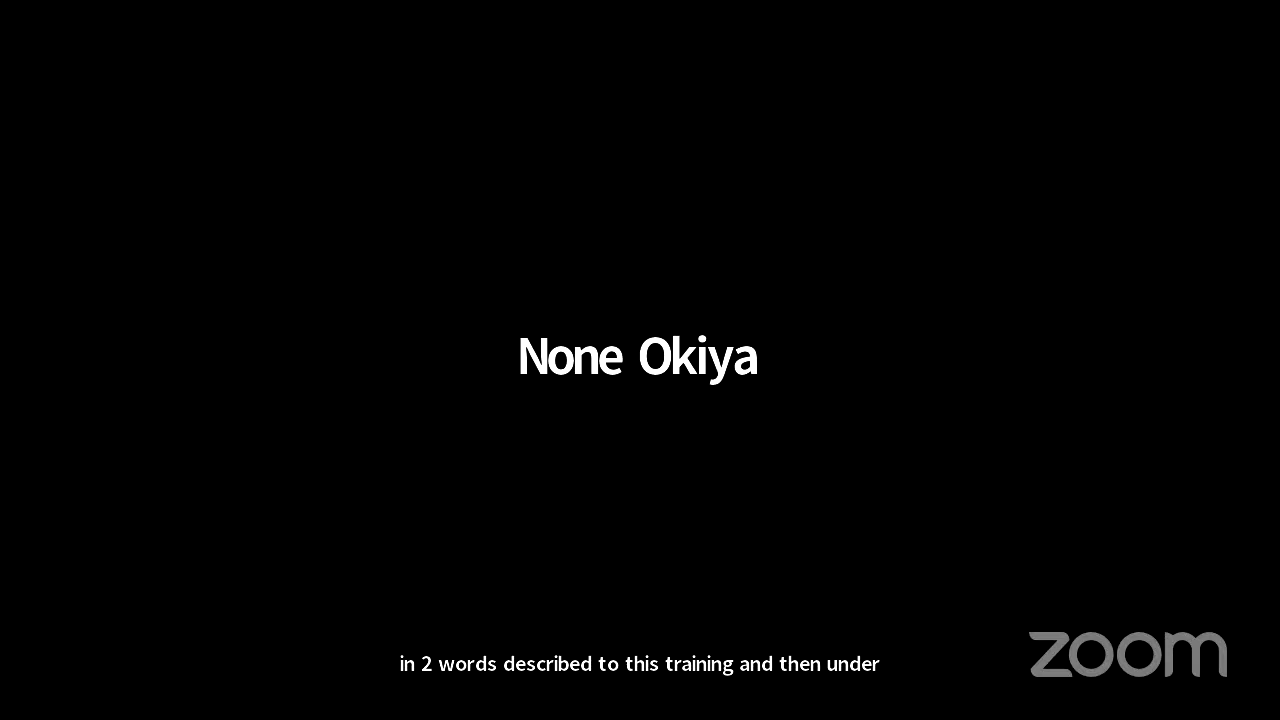 None Okiya
in 2 words described to this training and then under
zoom